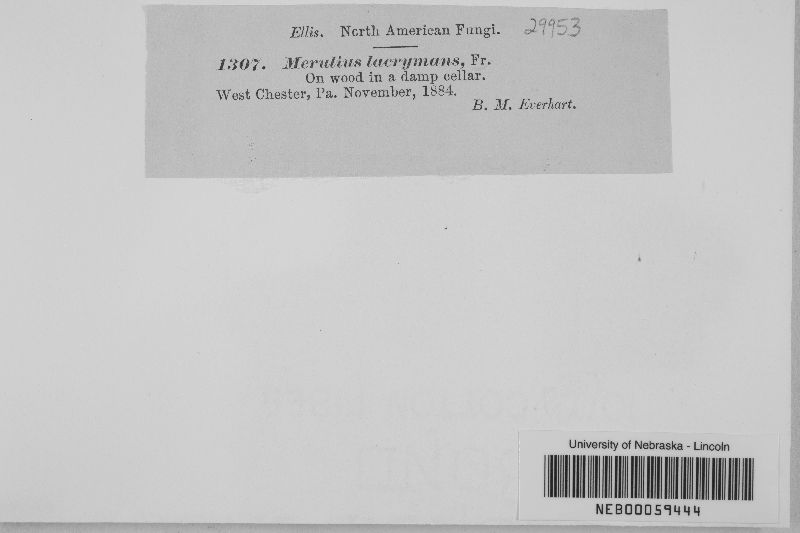 Ellis. North American Fungi. 29953
1307. Merulius lacrymans, Fr.
On wood in a damp cellar.
West Chester, Pa. November, 1884.
B. M. Everhart.
University of Nebraska - Lincoln
NEB00059444